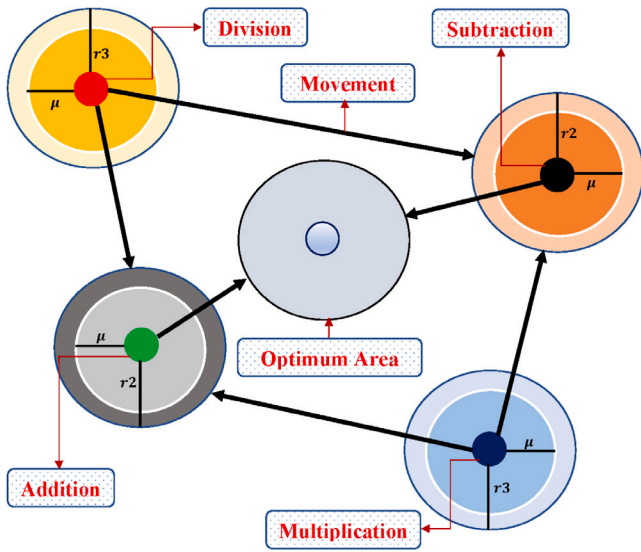 Division
Subtraction
r3
μ
Movement
r2
μ
μ
r2
Optimum Area
μ
r3
Addition
Multiplication